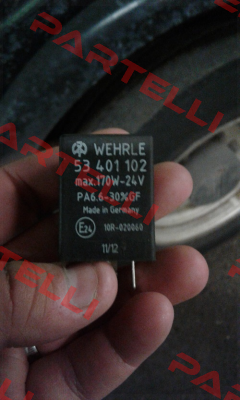 PARTELLI
WEHRLE
53 401 102
max.170W-24V
PA6.6-30%GF
Made in Germany
E24
10R-020060
11/12
PARTELLI
PARTELLI